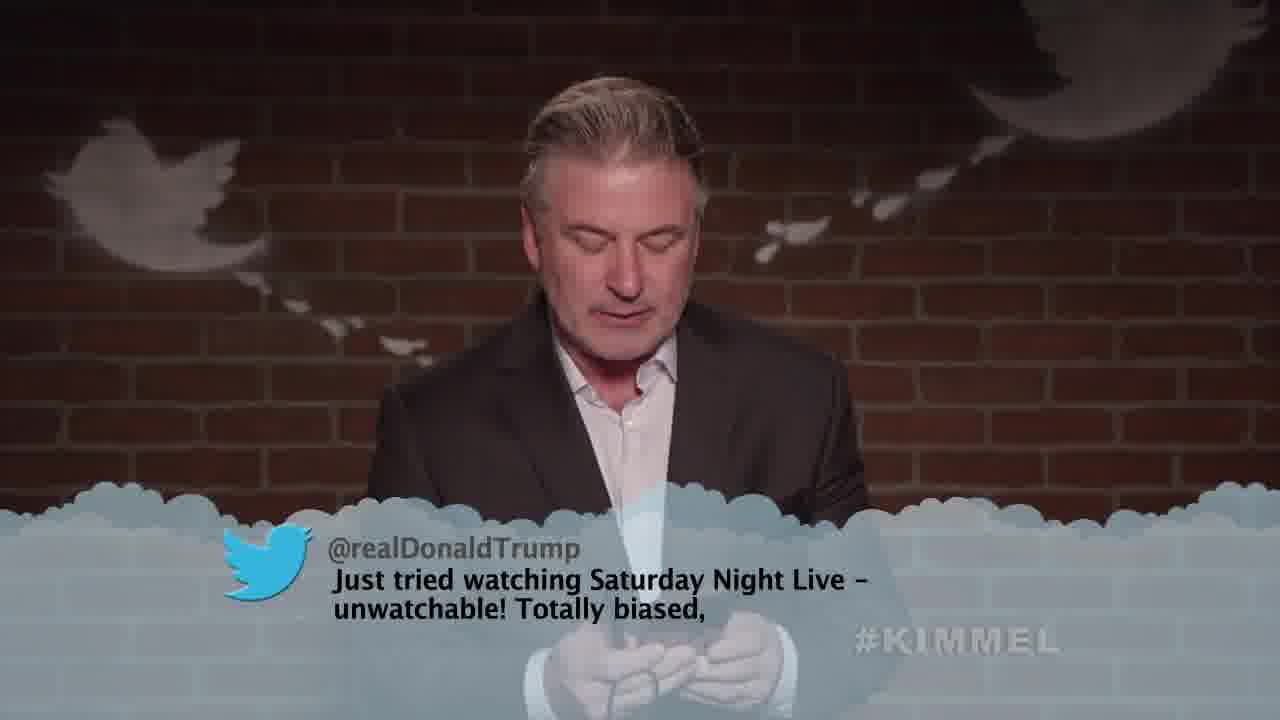 @realDonaldTrump
Just tried watching Saturday Night Live -
unwatchable! Totally biased,
#KIMMEL